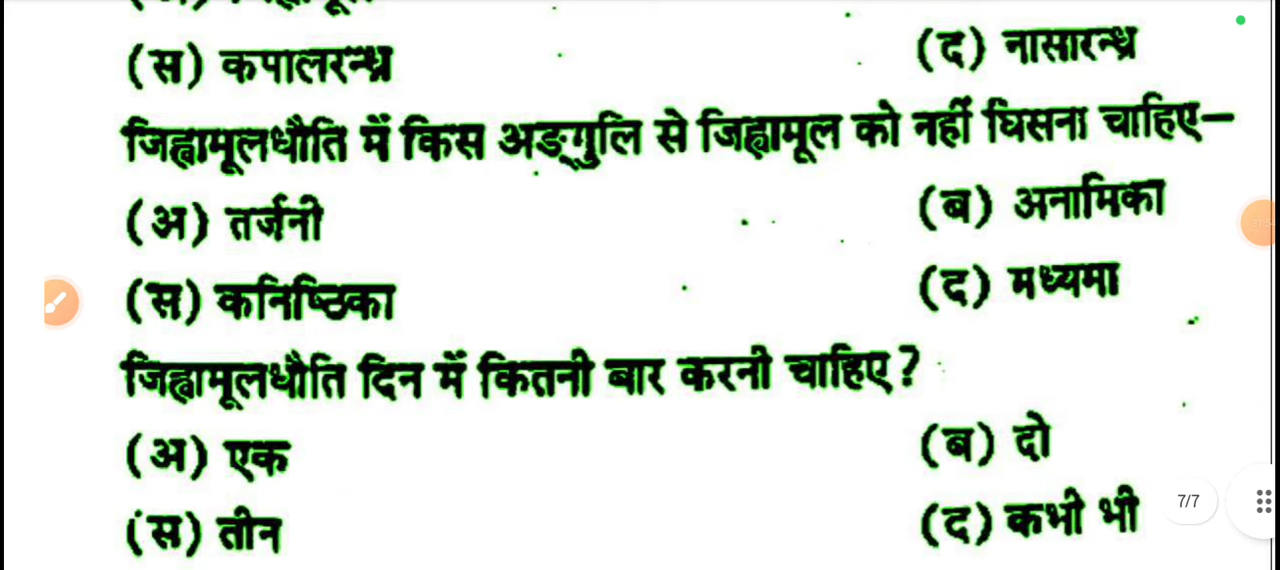 (स) कपालरन्ध्र (द) नासारन्ध्र
जिह्वामूलधौति में किस अङ्गुलि से जिह्वामूल को नहीं घिसना चाहिए—
(अ) तर्जनी (ब) अनामिका
(स) कनिष्ठिका (द) मध्यमा
जिह्वामूलधौति दिन में कितनी बार करनी चाहिए?
(अ) एक (ब) दो
(स) तीन (द) कभी भी
7/7